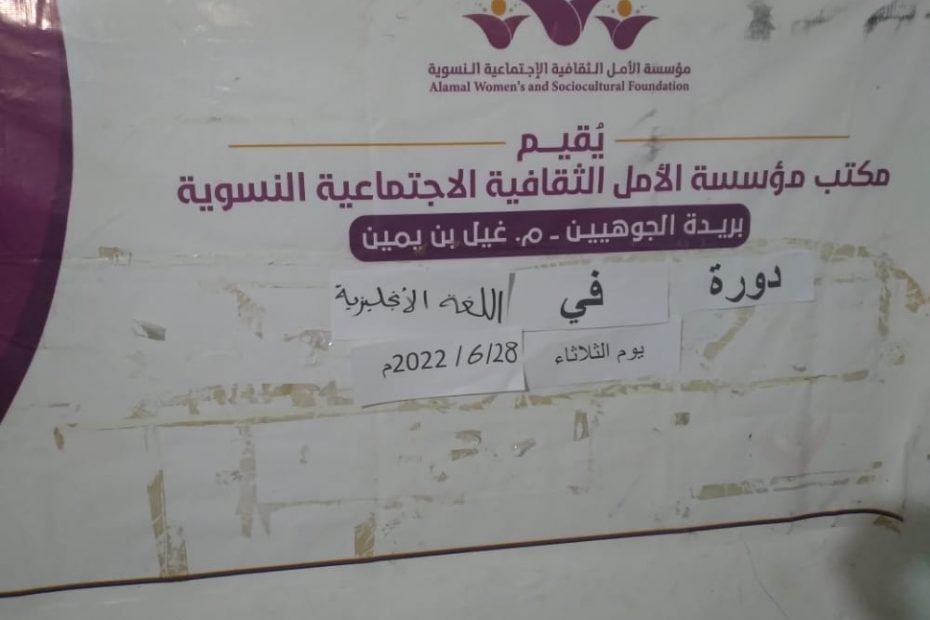 مؤسسة الأمل الثقافية الإجتماعية النسوية
Alamal Women's and Sociocultural Foundation
يُقيم
مكتب مؤسسة الأمل الثقافية الاجتماعية النسوية
بريدة الجوهيين - م. غيل بن يمين
دورة في اللغة الأنجليزية
يوم الثلاثاء 2022/6/28م